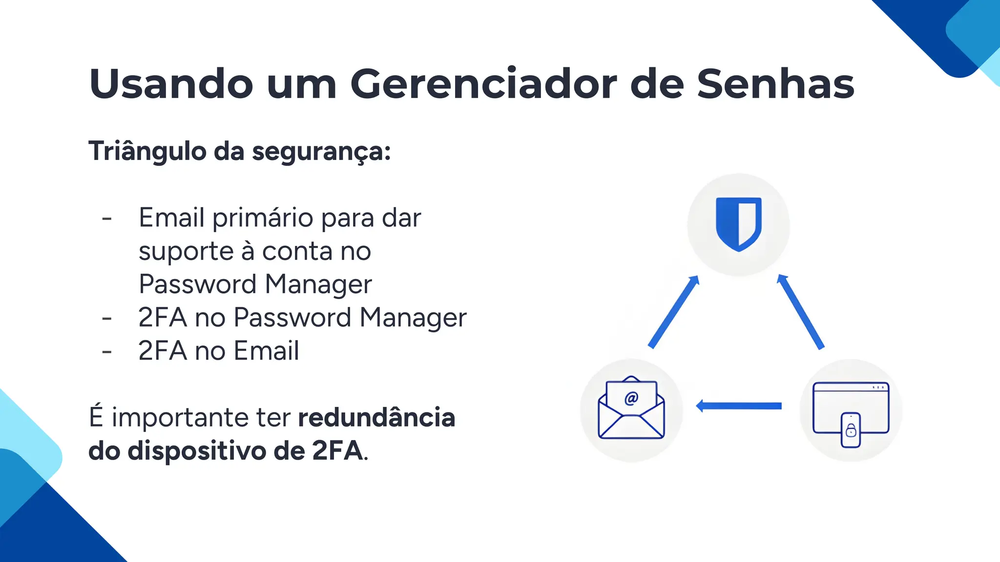 Usando um Gerenciador de Senhas
Triângulo da segurança:
- Email primário para dar
suporte à conta no
Password Manager
- 2FA no Password Manager
- 2FA no Email
É importante ter redundância
do dispositivo de 2FA.
@